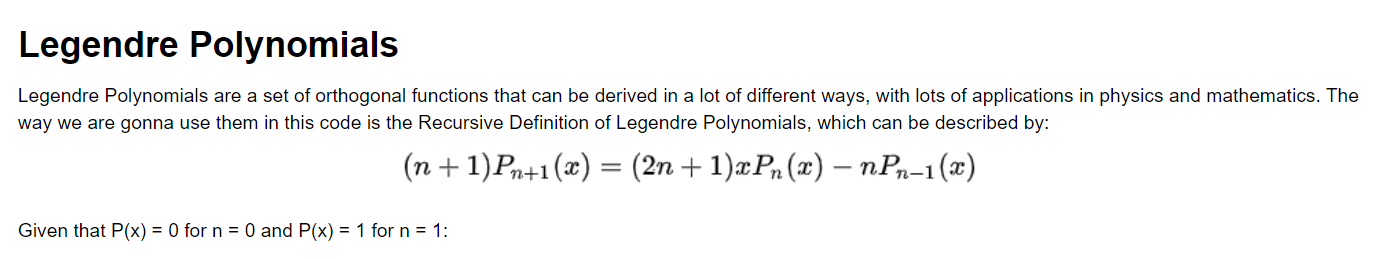 Legendre Polynomials
Legendre Polynomials are a set of orthogonal functions that can be derived in a lot of different ways, with lots of applications in physics and mathematics. The
way we are gonna use them in this code is the Recursive Definition of Legendre Polynomials, which can be described by:
(n + 1)Pₙ₊₁(x) = (2n + 1)xPₙ(x) − nPₙ₋₁(x)
Given that P(x) = 0 for n = 0 and P(x) = 1 for n = 1: